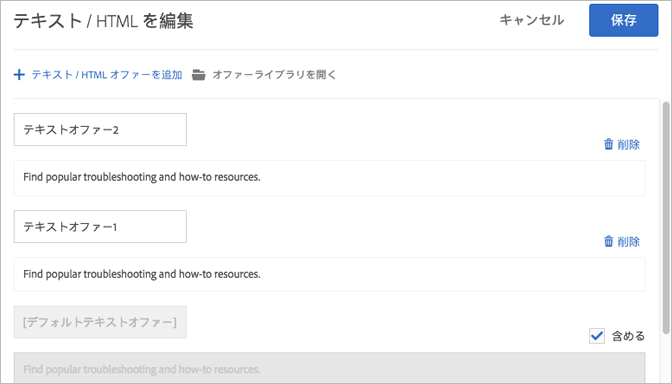 テキスト / HTML を編集 キャンセル 保存
テキスト / HTML オファーを追加 オファーライブラリを開く
テキストオファー2
削除
Find popular troubleshooting and how-to resources.
テキストオファー1
削除
Find popular troubleshooting and how-to resources.
[デフォルトテキストオファー]
含める
Find popular troubleshooting and how-to resources.